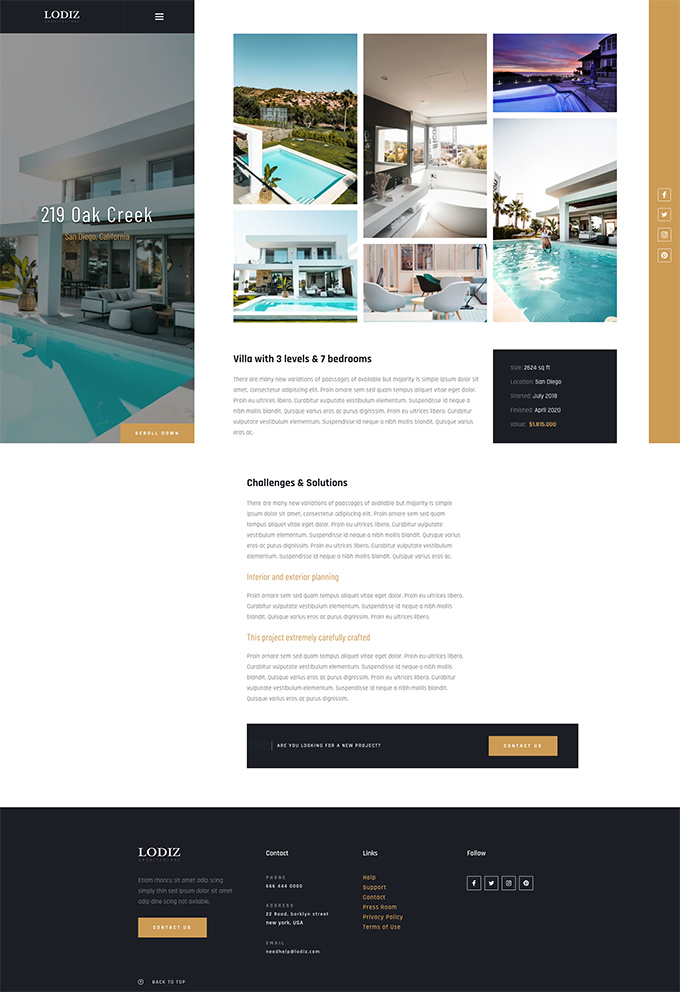 LODIZ
ARCHITECTURE
219 Oak Creek
San Diego, California
SCROLL DOWN
Villa with 3 levels & 7 bedrooms
There are many new variations of paassages of available but majority is simple ipsum dolor sit
amet, consectetur adipiscing elit. Proin ornare sem sed quam tempus aliquet vitae eget dolor.
Proin eu ultrices libero. Curabitur vulputate vestibulum elementum. Suspendisse id neque a
nibh mollis blandit. Quisque varius eros ac purus dignissim. Proin eu ultrices libero. Curabitur
vulputate vestibulum elementum. Suspendisse id neque a nibh mollis blandit. Quisque varius
eros ac.
Size: 2624 sq ft
Location: San Diego
Started: July 2018
Finished: April 2020
Value: $1.815.000
Challenges & Solutions
There are many new variations of paassages of available but majority is simple
ipsum dolor sit amet, consectetur adipiscing elit. Proin ornare sem sed quam
tempus aliquet vitae eget dolor. Proin eu ultrices libero. Curabitur vulputate
vestibulum elementum. Suspendisse id neque a nibh mollis blandit. Quisque varius
eros ac purus dignissim. Proin eu ultrices libero. Curabitur vulputate vestibulum
elementum. Suspendisse id neque a nibh mollis blandit. Quisque varius eros ac.
Interior and exterior planning
Proin ornare sem sed quam tempus aliquet vitae eget dolor. Proin eu ultrices libero.
Curabitur vulputate vestibulum elementum. Suspendisse id neque a nibh mollis
blandit. Quisque varius eros ac purus dignissim. Proin eu ultrices libero.
This project extremely carefully crafted
Proin ornare sem sed quam tempus aliquet vitae eget dolor. Proin eu ultrices libero.
Curabitur vulputate vestibulum elementum. Suspendisse id neque a nibh mollis
blandit. Quisque varius eros ac purus dignissim. Proin eu ultrices libero. Curabitur
vulputate vestibulum elementum. Suspendisse id neque a nibh mollis blandit.
Quisque varius eros ac purus dignissim.
ARE YOU LOOKING FOR A NEW PROJECT?
CONTACT US
LODIZ
ARCHITECTURE
Etiam rhoncu sit amet adip scing
simply thin sed ipsum dolor sit amet
adip dine scing not avilable.
CONTACT US
BACK TO TOP
Contact
PHONE
666 444 0000
ADDRESS
22 Road, borklyn street
new york, USA
EMAIL
needhelp@lodiz.com
Links
Help
Support
Contact
Press Room
Privacy Policy
Terms of Use
Follow